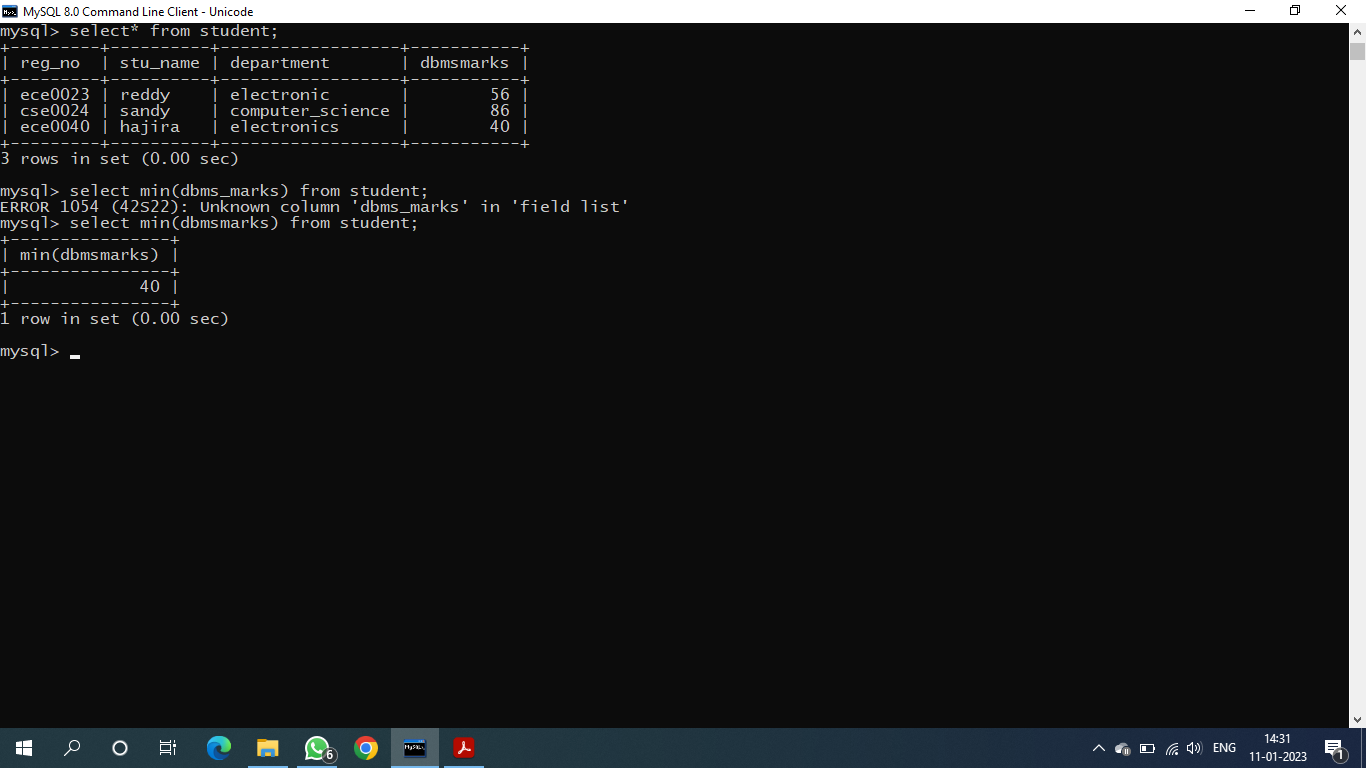 MySQL 8.0 Command Line Client - Unicode
mysql> select* from student;
+---------+----------+------------------+-----------+
| reg_no  | stu_name | department       | dbmsmarks |
+---------+----------+------------------+-----------+
| ece0023 | reddy    | electronic       |        56 |
| cse0024 | sandy    | computer_science |        86 |
| ece0040 | hajira   | electronics      |        40 |
+---------+----------+------------------+-----------+
3 rows in set (0.00 sec)
mysql> select min(dbms_marks) from student;
ERROR 1054 (42S22): Unknown column 'dbms_marks' in 'field list'
mysql> select min(dbmsmarks) from student;
+----------------+
| min(dbmsmarks) |
+----------------+
|             40 |
+----------------+
1 row in set (0.00 sec)
mysql> _
6 MySQL ENG 14:31
11-01-2023 1